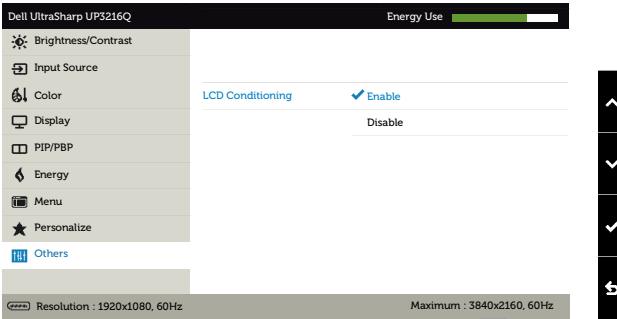 Dell UltraSharp UP3216Q
Energy Use
Brightness/Contrast
Input Source
Color
LCD Conditioning
Enable
Display
Disable
PIP/PBP
Energy
Menu
Personalize
Others
Resolution : 1920x1080, 60Hz
Maximum : 3840x2160, 60Hz